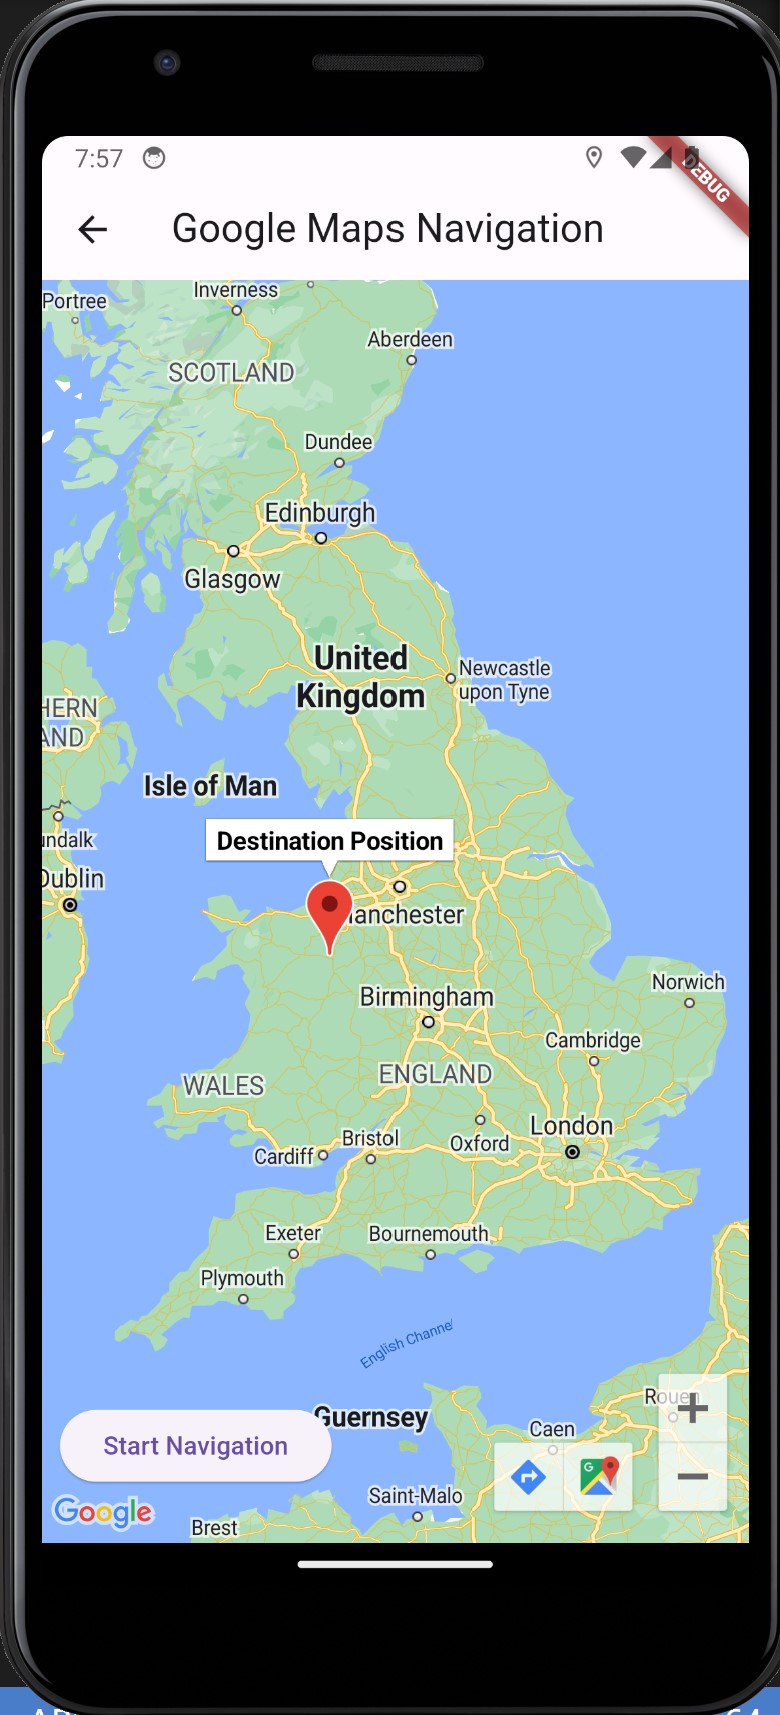 7:57
DEBUG
Google Maps Navigation
Portree
Inverness
Aberdeen
SCOTLAND
Dundee
Edinburgh
Glasgow
United
Kingdom
Newcastle
upon Tyne
HERN
AND
Isle of Man
undalk
Destination Position
Dublin
anchester
Norwich
Birmingham
Cambridge
WALES
ENGLAND
London
Oxford
Bristol
Cardiff
Exeter
Bournemouth
Plymouth
English Channel
Rouen
Guernsey
Caen
Start Navigation
G
Saint-Malo
Google
Brest